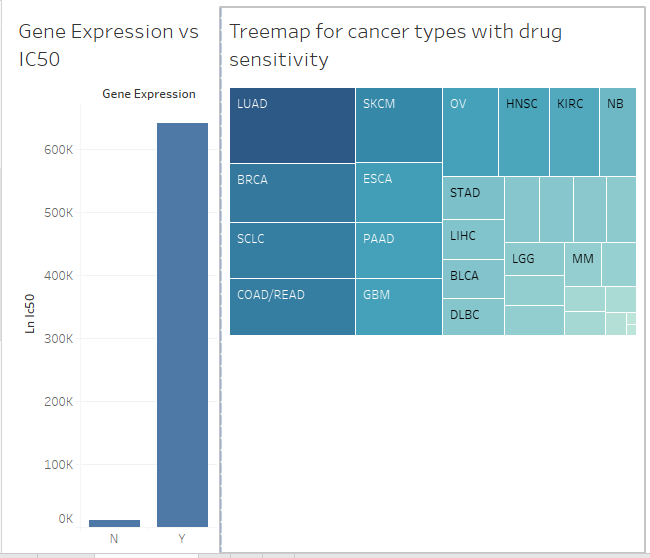 Gene Expression vs
IC50
Gene Expression
600K
500K
400K
300K
200K
100K
0K
Ln Ic50
N
Y
Treemap for cancer types with drug
sensitivity
LUAD
BRCA
SCLC
COAD/READ
SKCM
ESCA
PAAD
GBM
OV
HNSC
KIRC
NB
STAD
LIHC
BLCA
DLBC
LGG
MM